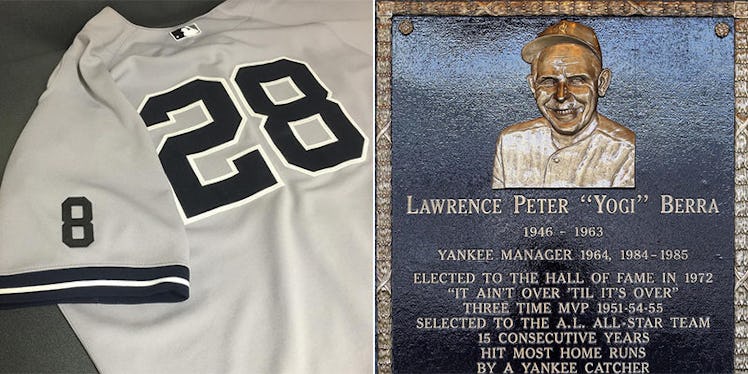 28
8
LAWRENCE PETER "YOGI" BERRA
1946 - 1963
YANKEE MANAGER 1964, 1984-1985
ELECTED TO THE HALL OF FAME IN 1972
"IT AIN'T OVER 'TIL IT'S OVER"
THREE TIME MVP 1951-54-55
SELECTED TO THE A.L. ALL-STAR TEAM
15 CONSECUTIVE YEARS
HIT MOST HOME RUNS
BY A YANKEE CATCHER